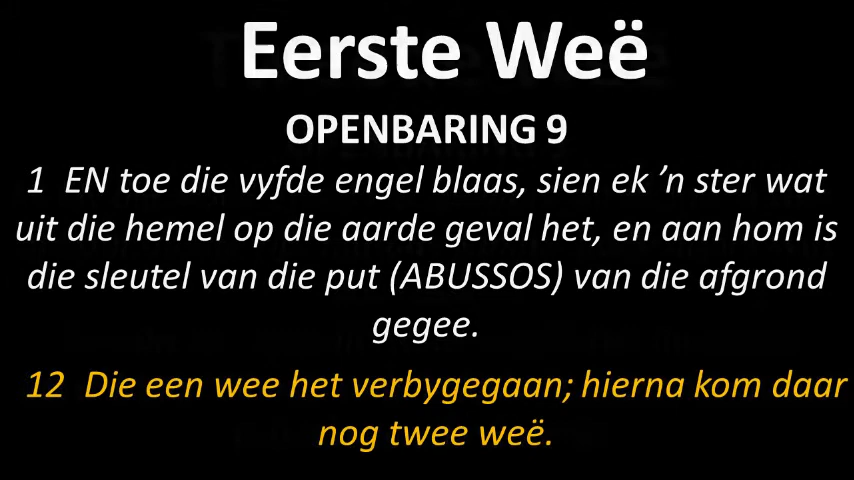 Eerste Weë
OPENBARING 9
1 EN toe die vyfde engel blaas, sien ek ’n ster wat
uit die hemel op die aarde geval het, en aan hom is
die sleutel van die put (ABUSSOS) van die afgrond
gegee.
12 Die een wee het verbygegaan; hierna kom daar
nog twee weë.